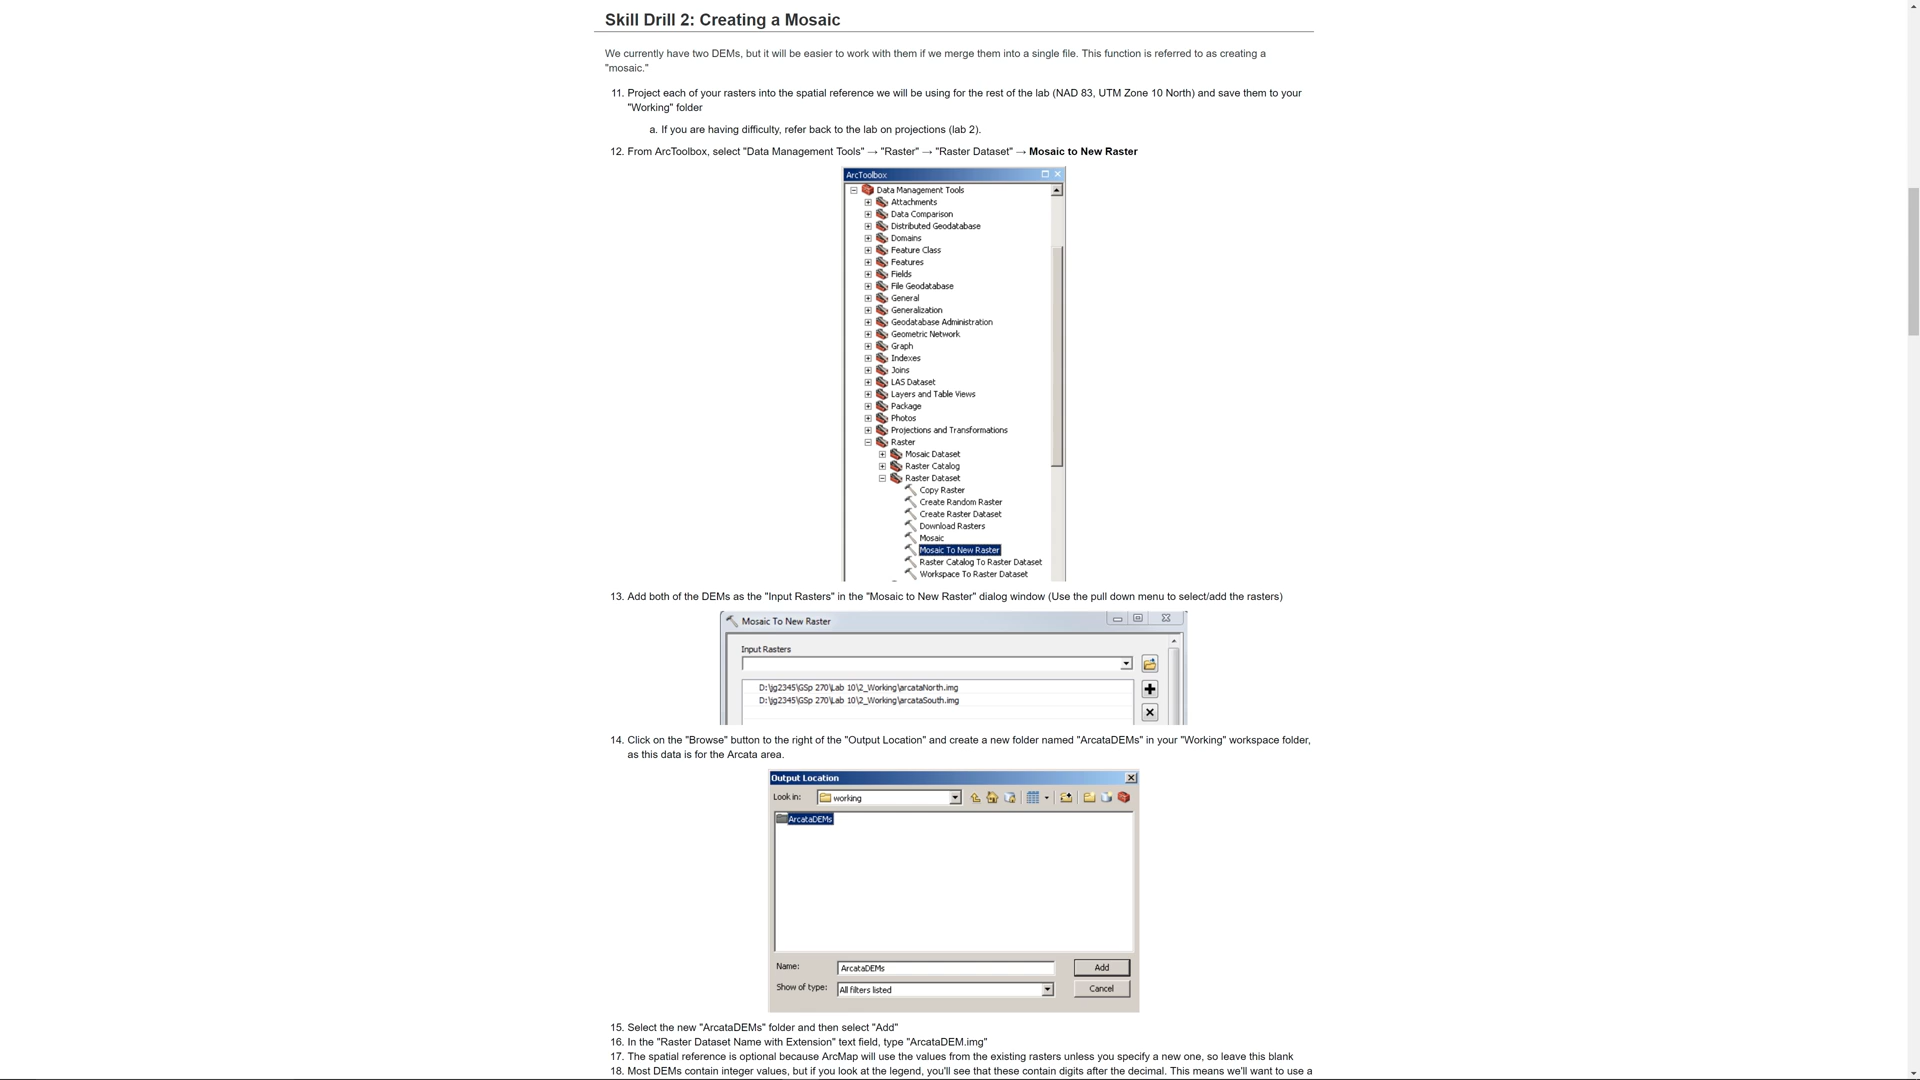 Skill Drill 2: Creating a Mosaic
We currently have two DEMs, but it will be easier to work with them if we merge them into a single file. This function is referred to as creating a
"mosaic."
11. Project each of your rasters into the spatial reference we will be using for the rest of the lab (NAD 83, UTM Zone 10 North) and save them to your
"Working" folder
a. If you are having difficulty, refer back to the lab on projections (lab 2).
12. From ArcToolbox, select "Data Management Tools" → "Raster" → "Raster Dataset" → Mosaic to New Raster
ArcToolbox
Data Management Tools
Attachments
Data Comparison
Distributed Geodatabase
Domains
Feature Class
Features
Fields
File Geodatabase
General
Generalization
Geodatabase Administration
Geometric Network
Graph
Indexes
Joins
LAS Dataset
Layers and Table Views
Package
Photos
Projections and Transformations
Raster
Mosaic Dataset
Raster Catalog
Raster Dataset
Copy Raster
Create Random Raster
Create Raster Dataset
Download Rasters
Mosaic
Mosaic To New Raster
Raster Catalog To Raster Dataset
Workspace To Raster Dataset
13. Add both of the DEMs as the "Input Rasters" in the "Mosaic to New Raster" dialog window (Use the pull down menu to select/add the rasters)
Mosaic To New Raster
Input Rasters
D:\jg2345\GSp 270\Lab 10\2_Working\arcataNorth.img
D:\jg2345\GSp 270\Lab 10\2_Working\arcataSouth.img
14. Click on the "Browse" button to the right of the "Output Location" and create a new folder named "ArcataDEMs" in your "Working" workspace folder,
as this data is for the Arcata area.
Output Location
Look in: working
ArcataDEMs
Name: ArcataDEMs Add
Show of type: All filters listed Cancel
15. Select the new "ArcataDEMs" folder and then select "Add"
16. In the "Raster Dataset Name with Extension" text field, type "ArcataDEM.img"
17. The spatial reference is optional because ArcMap will use the values from the existing rasters unless you specify a new one, so leave this blank
18. Most DEMs contain integer values, but if you look at the legend, you'll see that these contain digits after the decimal. This means we'll want to use a